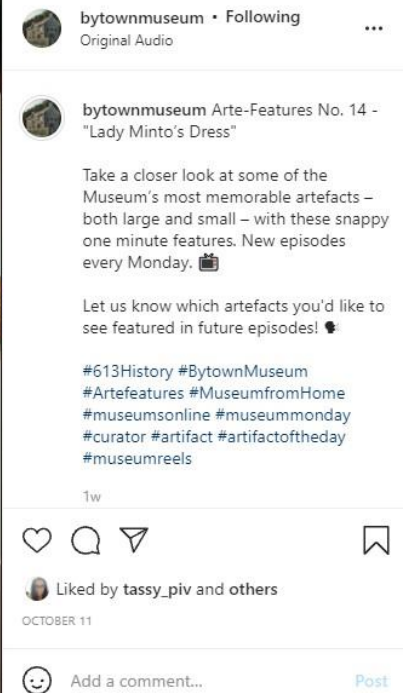 bytownmuseum • Following
Original Audio
bytownmuseum Arte-Features No. 14 -
"Lady Minto's Dress"
Take a closer look at some of the
Museum's most memorable artefacts –
both large and small – with these snappy
one minute features. New episodes
every Monday. 📺
Let us know which artefacts you'd like to
see featured in future episodes! 🗣
#613History #BytownMuseum
#Artefeatures #MuseumfromHome
#museumsonline #museummonday
#curator #artifact #artifactoftheday
#museumreels
1w
Liked by tassy_piv and others
OCTOBER 11
Add a comment... Post